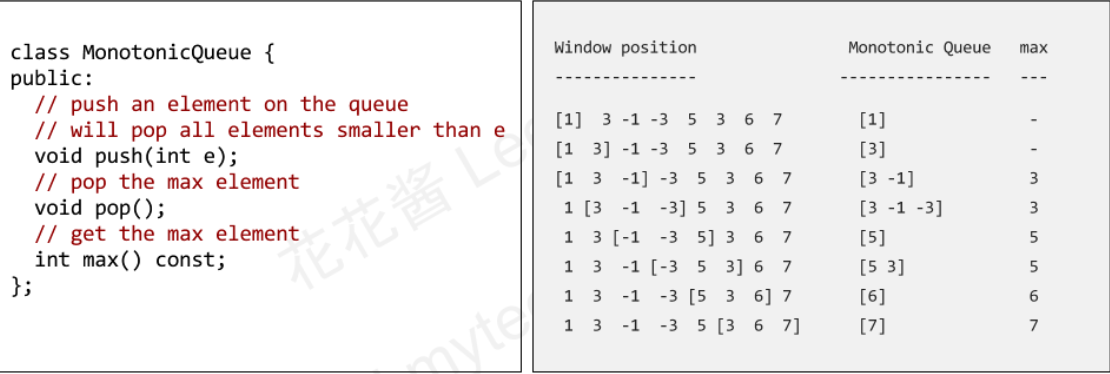 class MonotonicQueue {
public:
// push an element on the queue
// will pop all elements smaller than e
void push(int e);
// pop the max element
void pop();
// get the max element
int max() const;
};
Window position Monotonic Queue max
--------------- ---------------- ---
[1] 3 -1 -3 5 3 6 7 [1] -
[1 3] -1 -3 5 3 6 7 [3] -
[1 3 -1] -3 5 3 6 7 [3 -1] 3
1 [3 -1 -3] 5 3 6 7 [3 -1 -3] 3
1 3 [-1 -3 5] 3 6 7 [5] 5
1 3 -1 [-3 5 3] 6 7 [5 3] 5
1 3 -1 -3 [5 3 6] 7 [6] 6
1 3 -1 -3 5 [3 6 7] [7] 7
花花酱